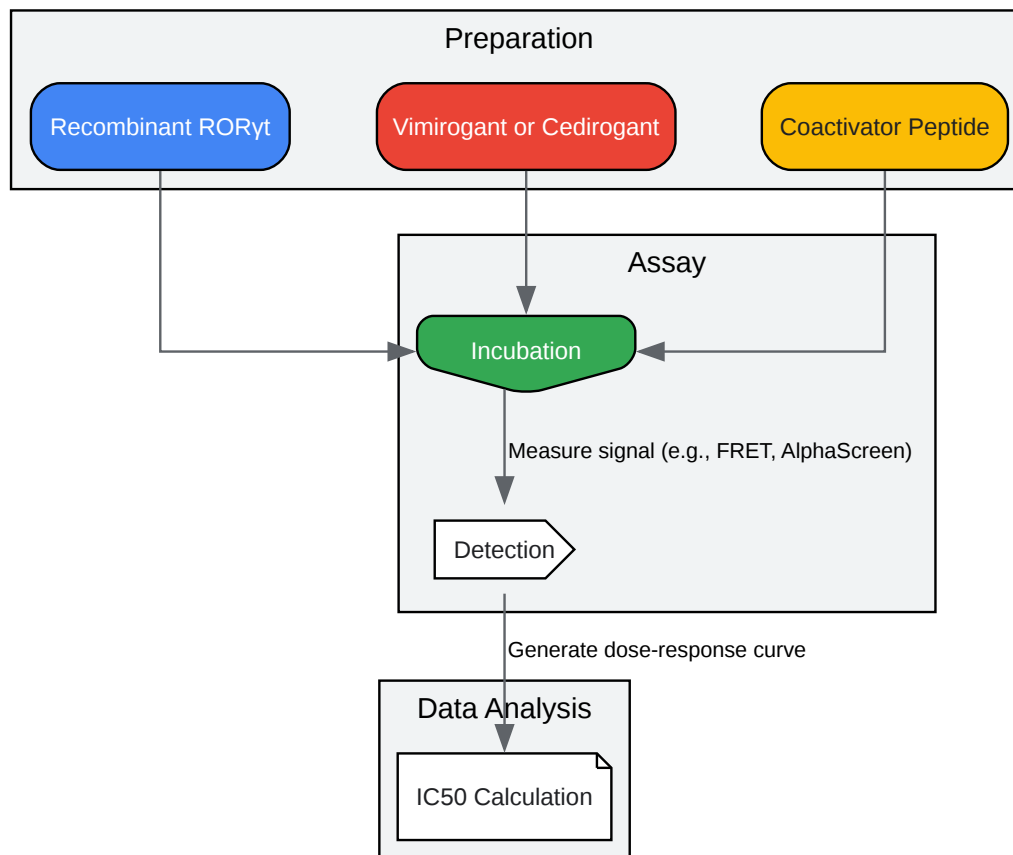 Preparation
Recombinant RORγt
Vimirogant or Cedirogant
Coactivator Peptide
Assay
Incubation
Measure signal (e.g., FRET, AlphaScreen)
Detection
Generate dose-response curve
Data Analysis
IC50 Calculation